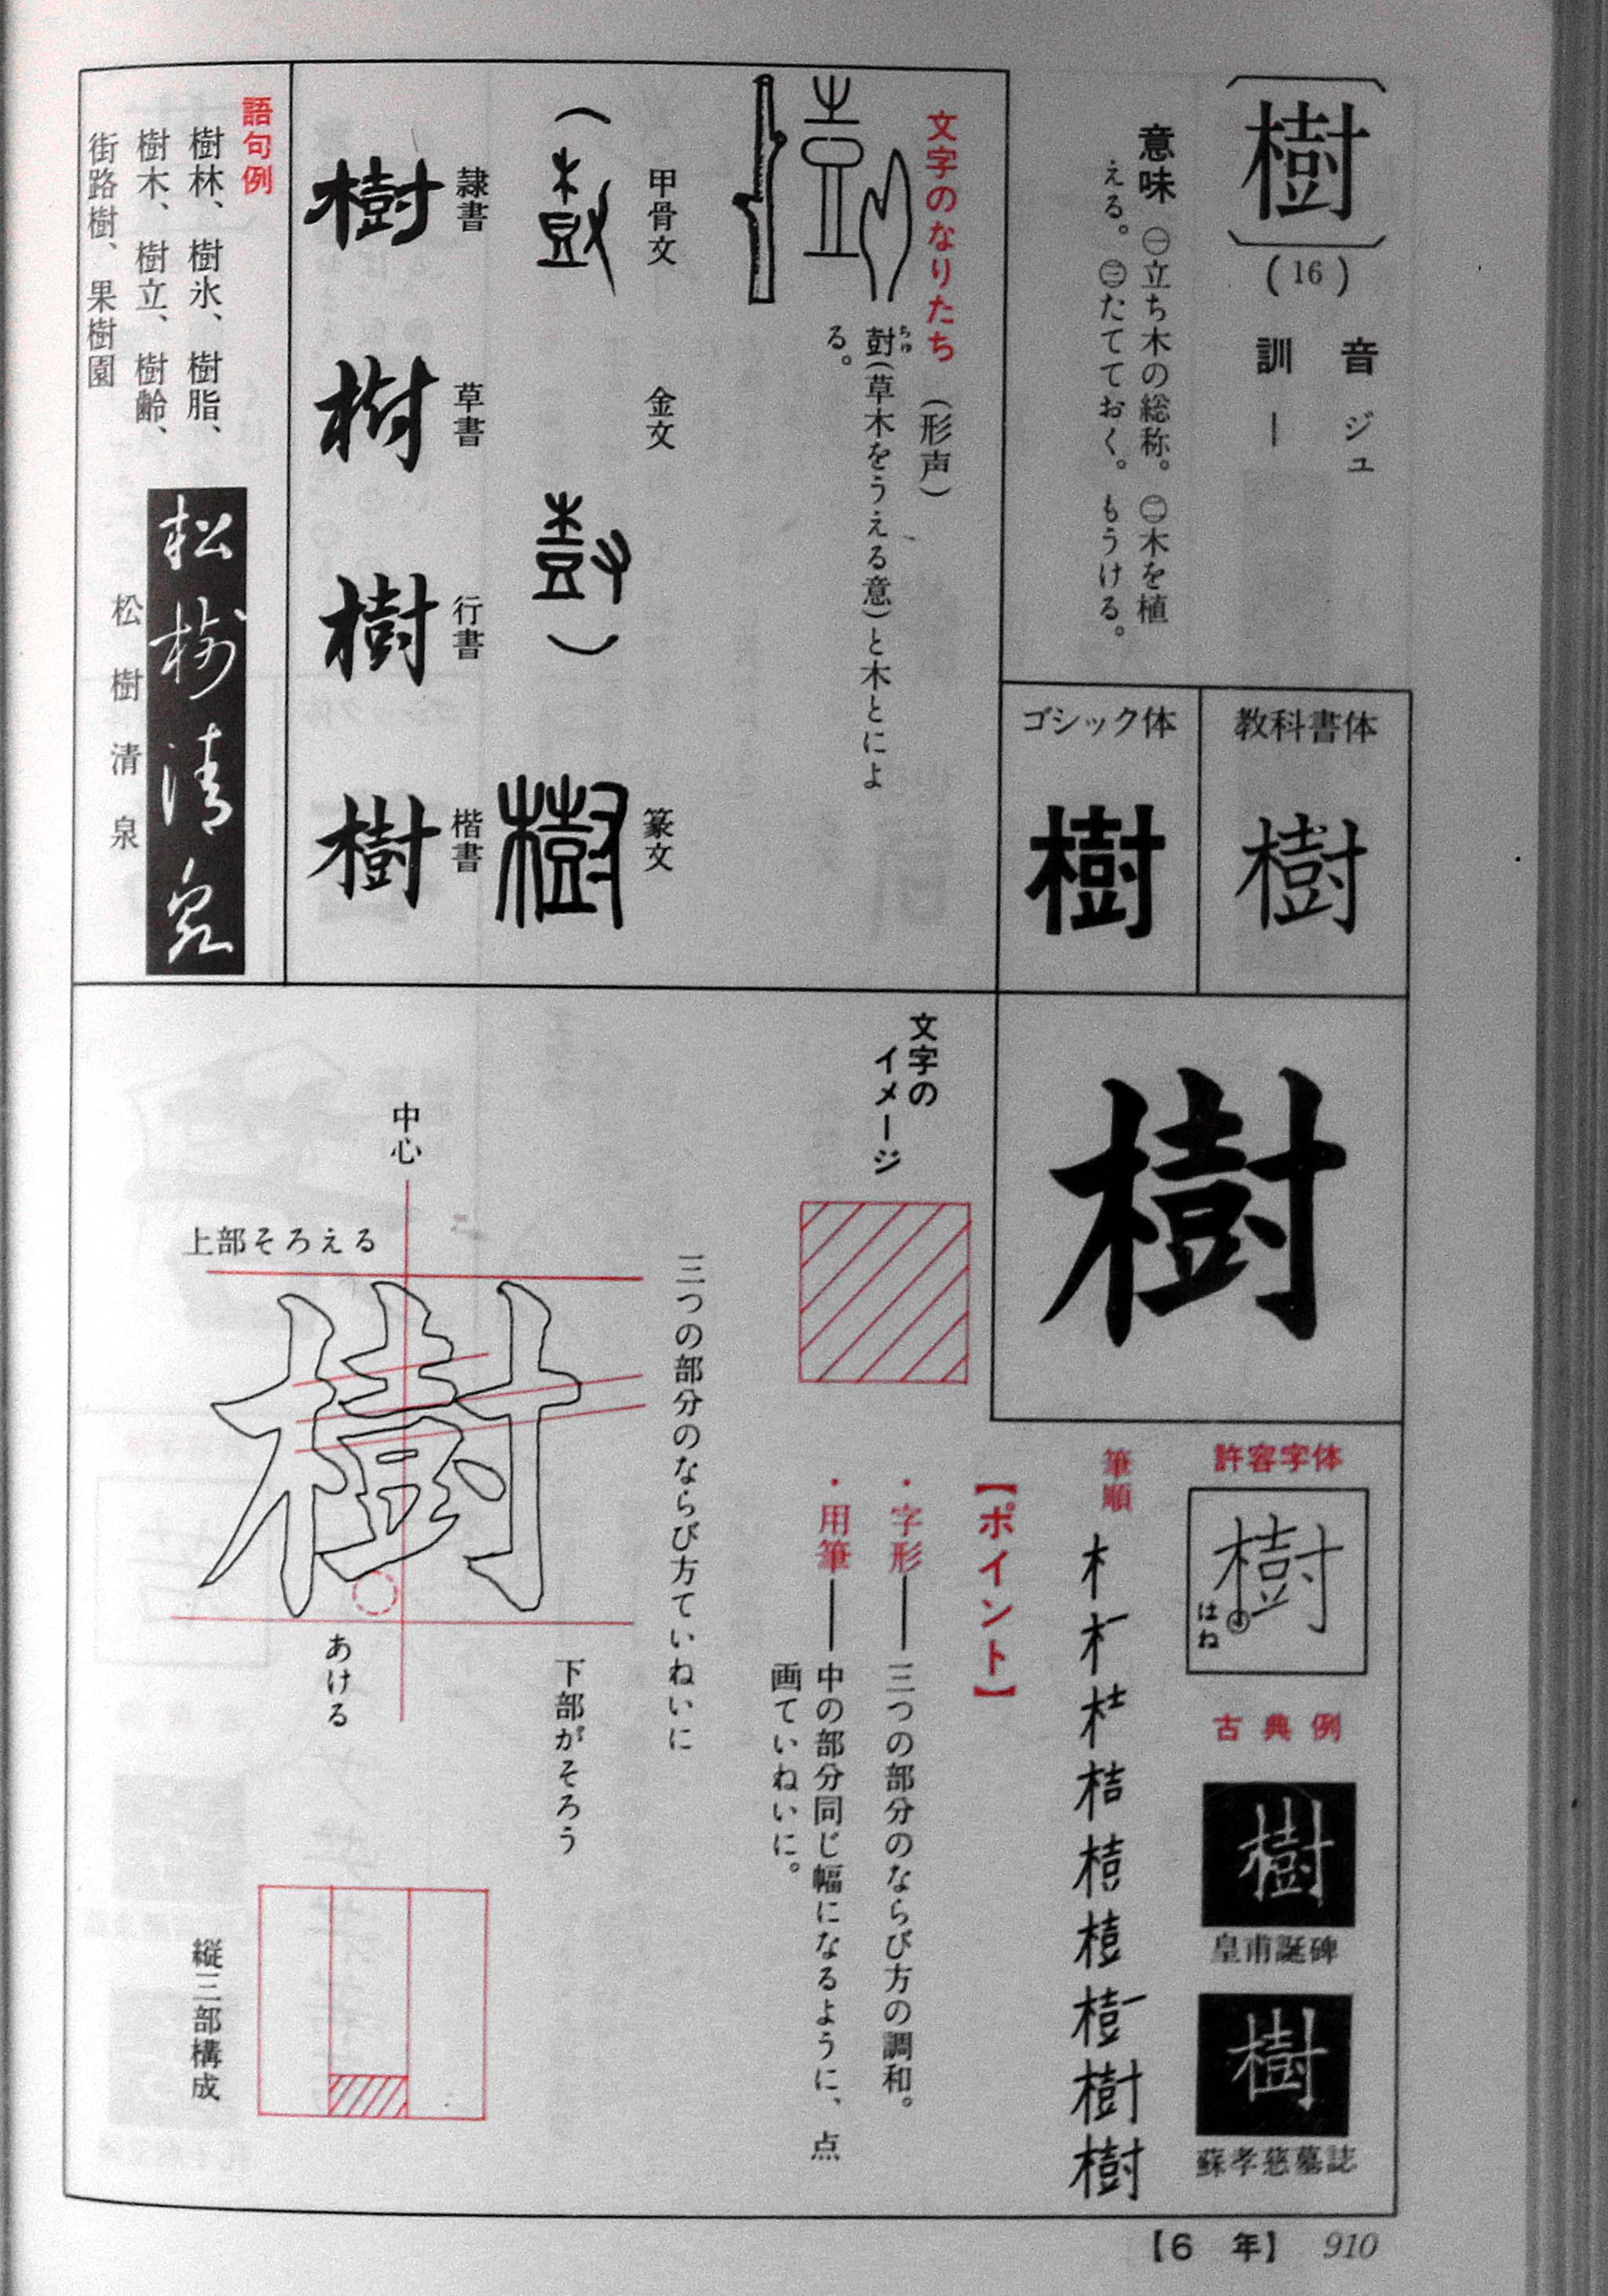 樹
(16)
音 ジュ
訓 ―
意味 ㊀立ち木の総称。㊁木を植
える。㊂たてておく。もうける。
教科書体
樹
ゴシック体
樹
樹
許容字体
樹
はね
古典例
樹
皇甫誕碑
樹
蘇孝慈墓誌
筆順
樹
【ポイント】
・字形――三つの部分のならび方の調和。
・用筆――中の部分同じ幅になるように、点
画ていねいに。
文字のなりたち (形声)
尌(草木をうえる意)と木とによ
ちゅ
る。
甲骨文
金文
篆文
樹
隷書
樹
草書
樹
行書
樹
楷書
樹
語句例
樹林、樹氷、樹脂、
樹木、樹立、樹齢、
街路樹、果樹園
松樹清泉
松樹清泉
文字の
イメージ
三つの部分のならび方ていねいに
中心
上部そろえる
樹
あける
下部がそろう
縦三部構成
【6 年】 910